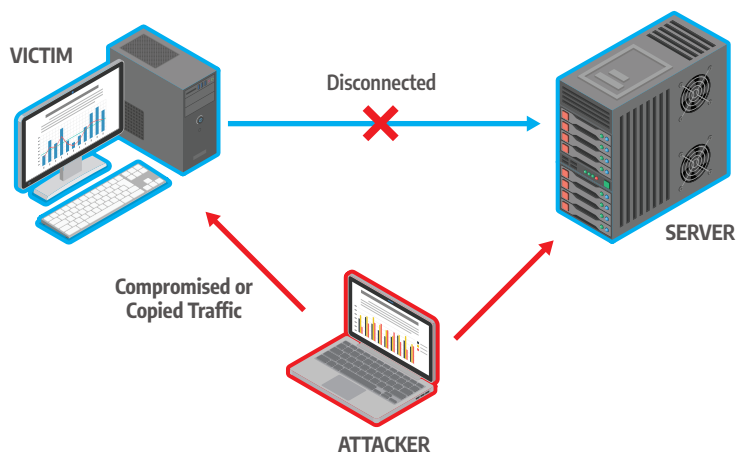 VICTIM
Disconnected
SERVER
Compromised or
Copied Traffic
ATTACKER